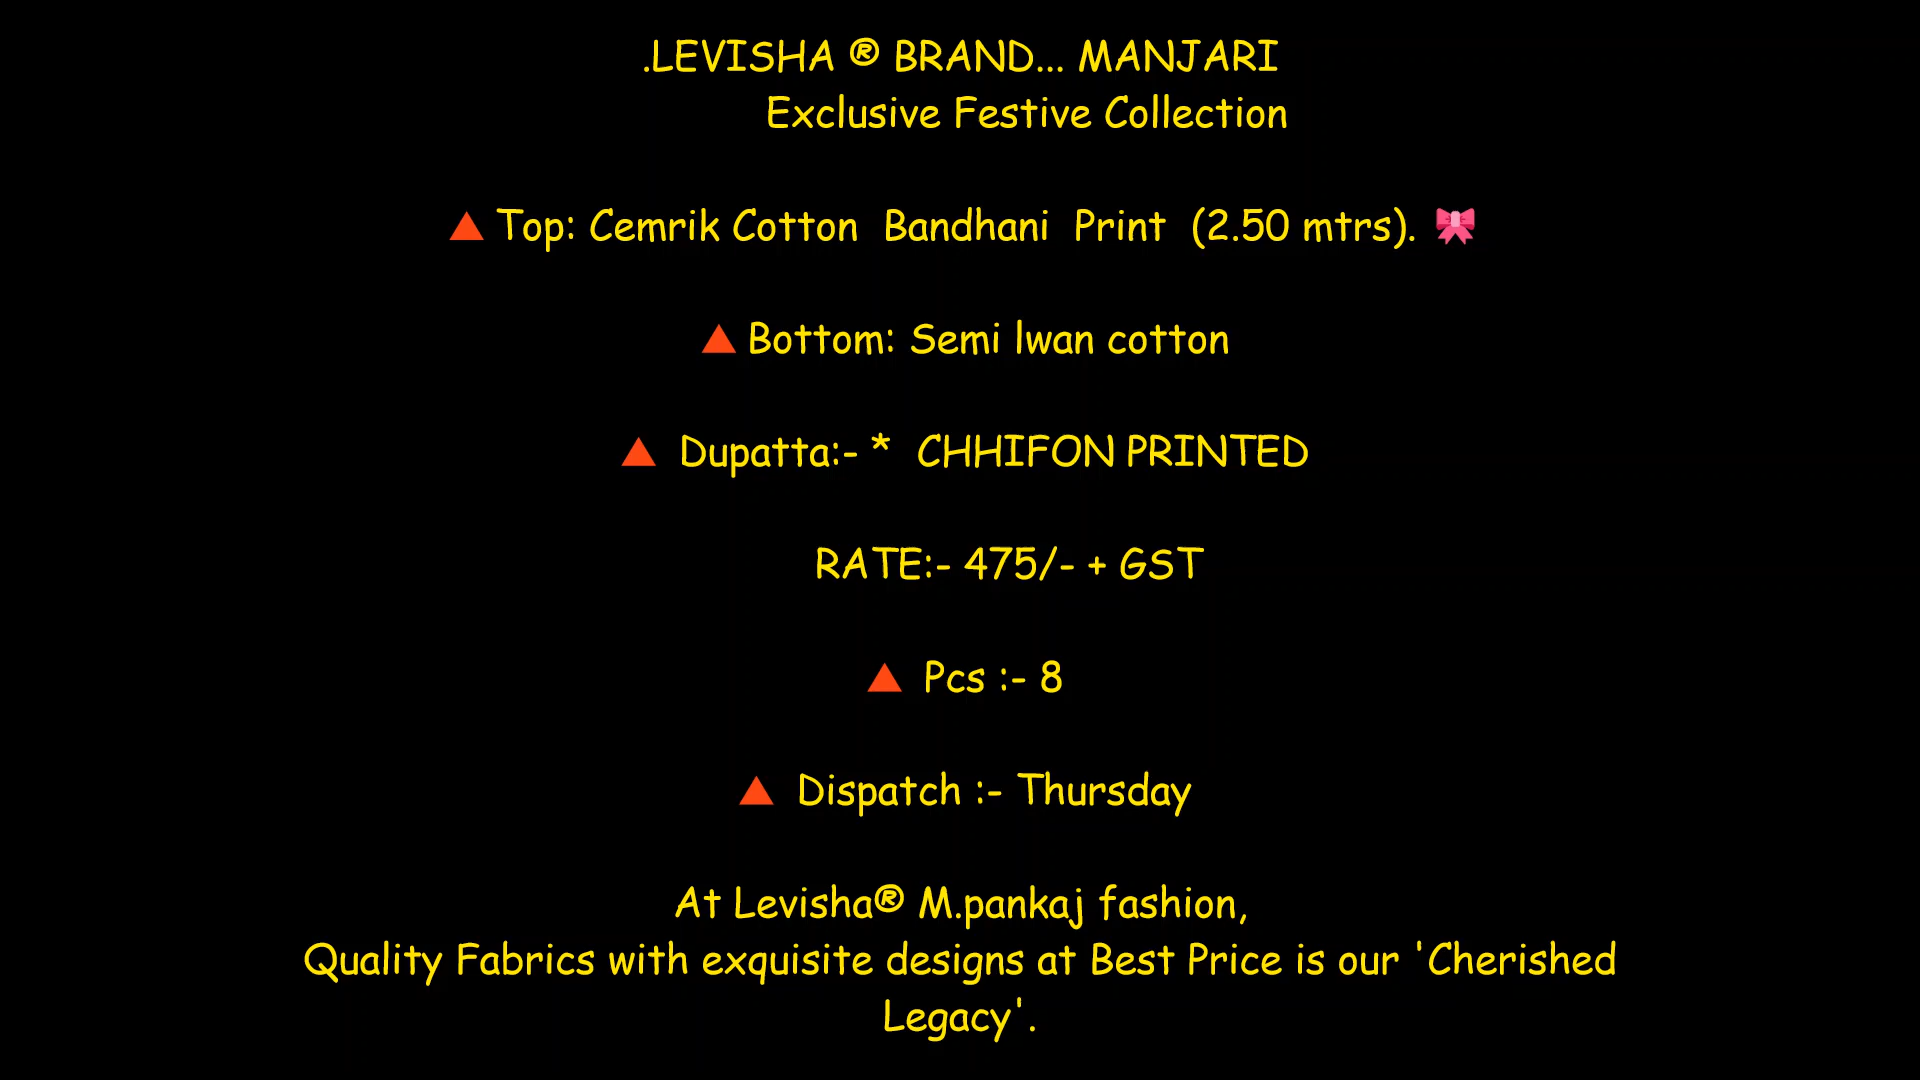 .LEVISHA ® BRAND... MANJARI
Exclusive Festive Collection
🔺Top: Cemrik Cotton Bandhani Print (2.50 mtrs). 🎀
🔺Bottom: Semi lwan cotton
🔺 Dupatta:- * CHHIFON PRINTED
RATE:- 475/- + GST
🔺 Pcs :- 8
🔺 Dispatch :- Thursday
At Levisha® M.pankaj fashion,
Quality Fabrics with exquisite designs at Best Price is our 'Cherished
Legacy'.